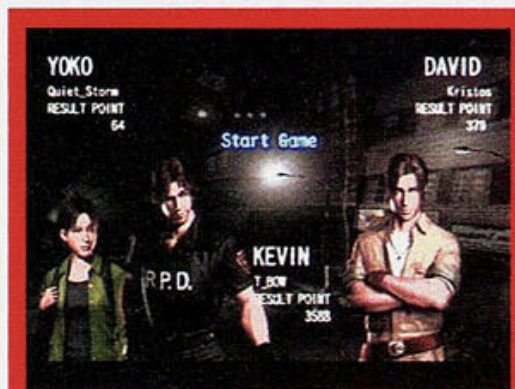 YOKO
Quiet_Storm
RESULT POINT
64
DAVID
Kristos
RESULT POINT
379
Start Game
R.P.D.
KEVIN
T_BOW
RESULT POINT
3588